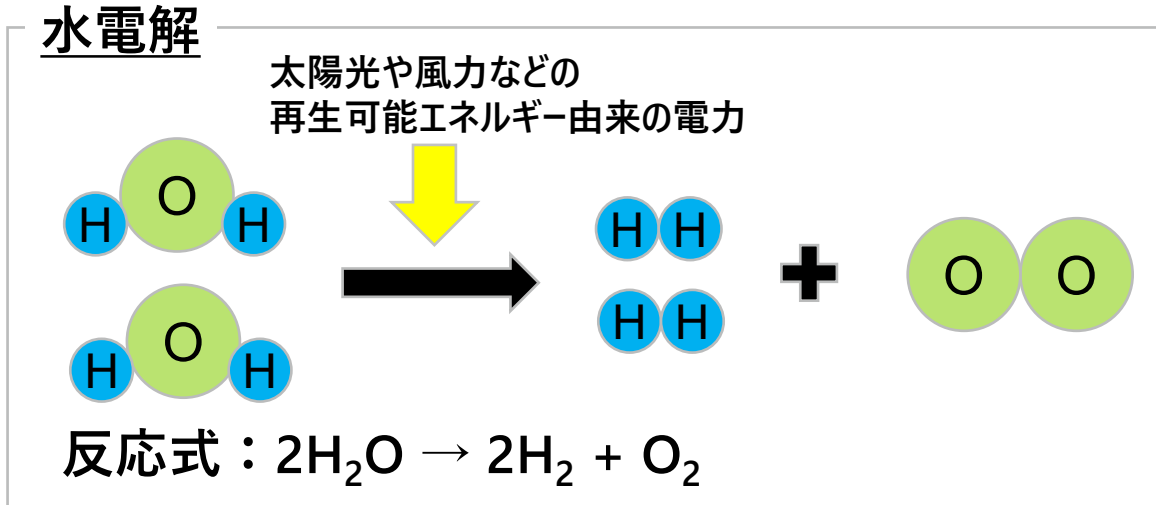 水電解
太陽光や風力などの
再生可能エネルギー由来の電力
O
H H
O
H H
H H
H H
O O
反応式：2H₂O → 2H₂ + O₂